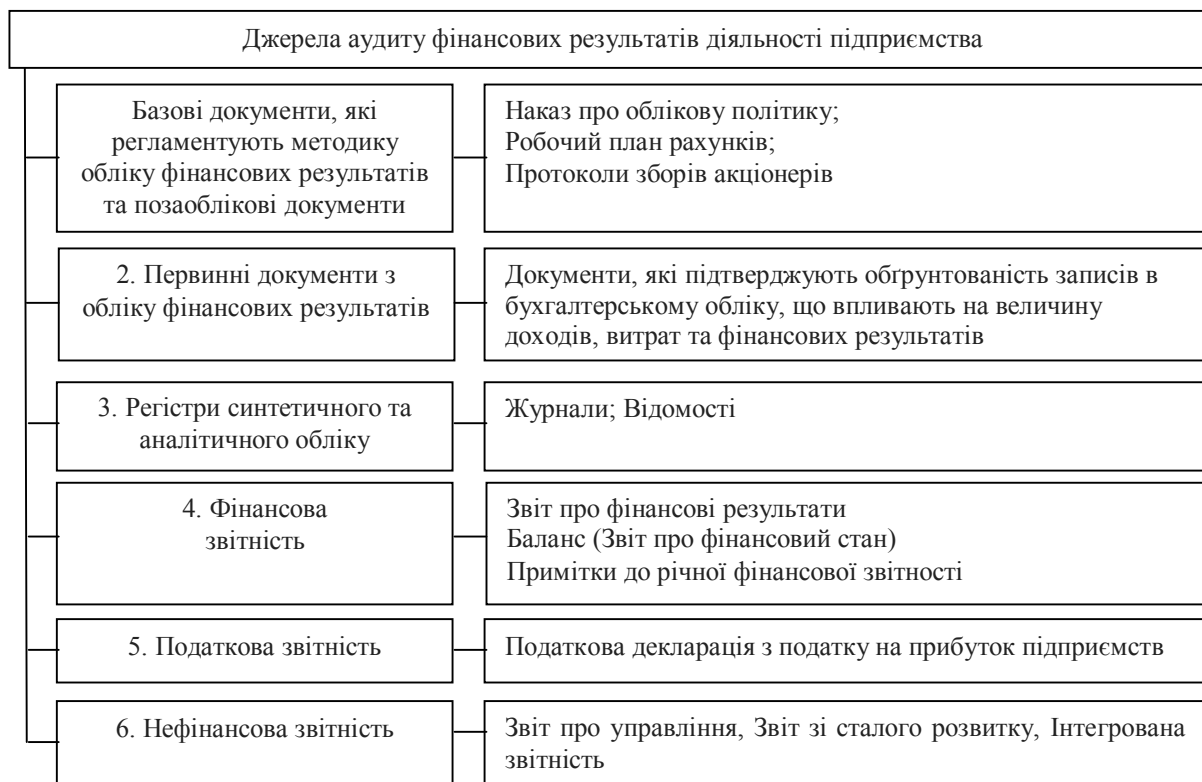 Джерела аудиту фінансових результатів діяльності підприємства
Базові документи, які
регламентують методику
обліку фінансових результатів
та позаоблікові документи
Наказ про облікову політику;
Робочий план рахунків;
Протоколи зборів акціонерів
2. Первинні документи з
обліку фінансових результатів
Документи, які підтверджують обґрунтованість записів в
бухгалтерському обліку, що впливають на величину
доходів, витрат та фінансових результатів
3. Регістри синтетичного та
аналітичного обліку
Журнали; Відомості
4. Фінансова
звітність
Звіт про фінансові результати
Баланс (Звіт про фінансовий стан)
Примітки до річної фінансової звітності
5. Податкова звітність
Податкова декларація з податку на прибуток підприємств
6. Нефінансова звітність
Звіт про управління, Звіт зі сталого розвитку, Інтегрована
звітність